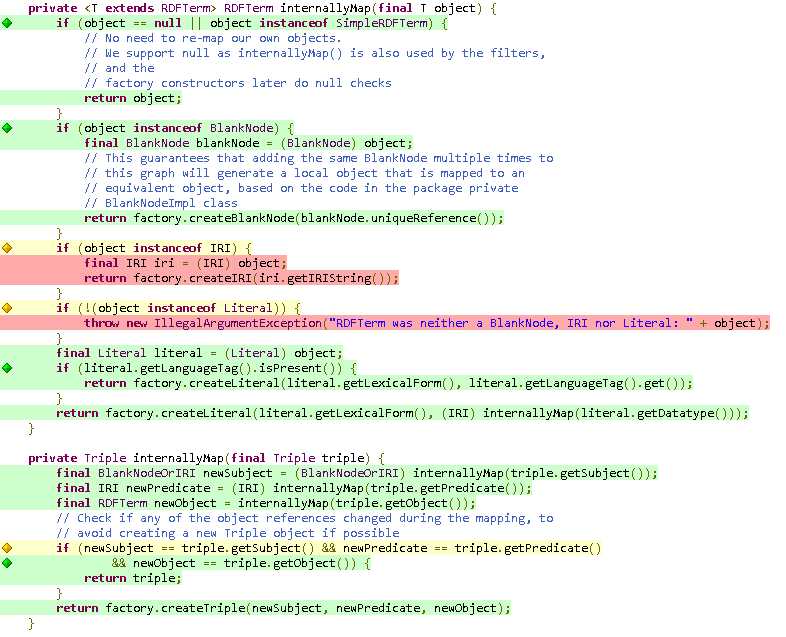 private <T extends RDFTerm> RDFTerm internallyMap(final T object) {
if (object == null || object instanceof SimpleRDFTerm) {
// No need to re-map our own objects.
// We support null as internallyMap() is also used by the filters,
// and the
// factory constructors later do null checks
return object;
}
if (object instanceof BlankNode) {
final BlankNode blankNode = (BlankNode) object;
// This guarantees that adding the same BlankNode multiple times to
// this graph will generate a local object that is mapped to an
// equivalent object, based on the code in the package private
// BlankNodeImpl class
return factory.createBlankNode(blankNode.uniqueReference());
}
if (object instanceof IRI) {
final IRI iri = (IRI) object;
return factory.createIRI(iri.getIRIString());
}
if (!(object instanceof Literal)) {
throw new IllegalArgumentException("RDFTerm was neither a BlankNode, IRI nor Literal: " + object);
}
final Literal literal = (Literal) object;
if (literal.getLanguageTag().isPresent()) {
return factory.createLiteral(literal.getLexicalForm(), literal.getLanguageTag().get());
}
return factory.createLiteral(literal.getLexicalForm(), (IRI) internallyMap(literal.getDatatype()));
}
private Triple internallyMap(final Triple triple) {
final BlankNodeOrIRI newSubject = (BlankNodeOrIRI) internallyMap(triple.getSubject());
final IRI newPredicate = (IRI) internallyMap(triple.getPredicate());
final RDFTerm newObject = internallyMap(triple.getObject());
// Check if any of the object references changed during the mapping, to
// avoid creating a new Triple object if possible
if (newSubject == triple.getSubject() && newPredicate == triple.getPredicate()
&& newObject == triple.getObject()) {
return triple;
}
return factory.createTriple(newSubject, newPredicate, newObject);
}